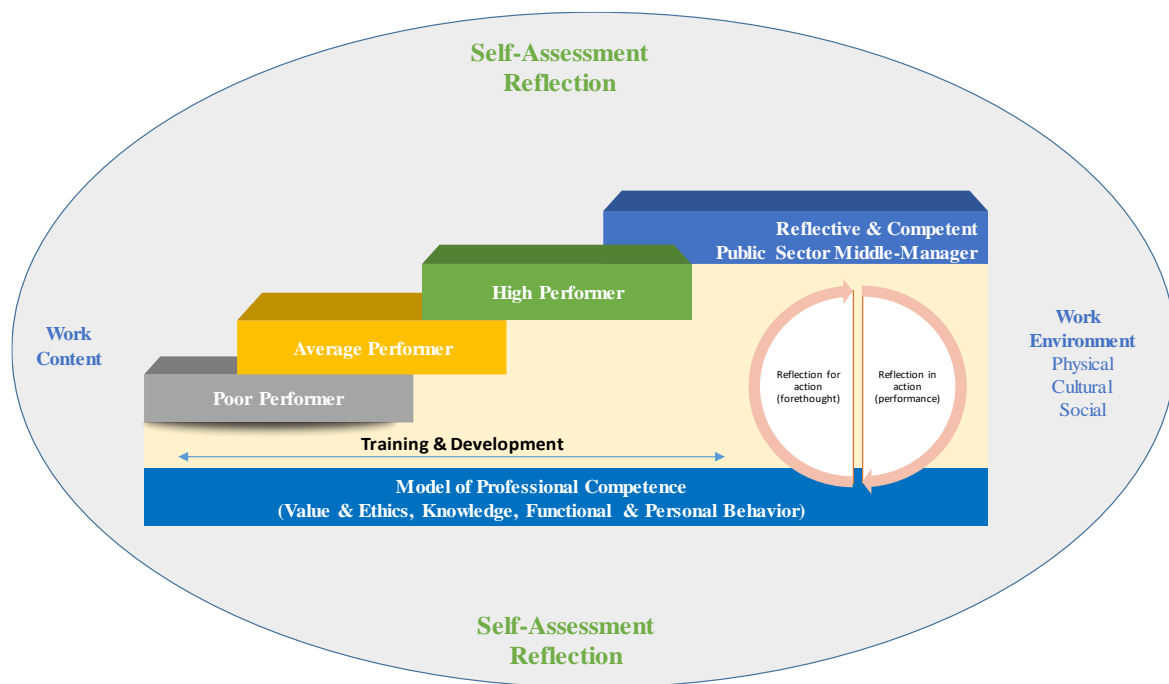 Self-Assessment
Reflection
Reflective & Competent
Public Sector Middle-Manager
High Performer
Work
Content
Average Performer
Poor Performer
Reflection for
action
(forethought)
Reflection in
action
(performance)
Work
Environment
Physical
Cultural
Social
Training & Development
Model of Professional Competence
(Value & Ethics, Knowledge, Functional & Personal Behavior)
Self-Assessment
Reflection